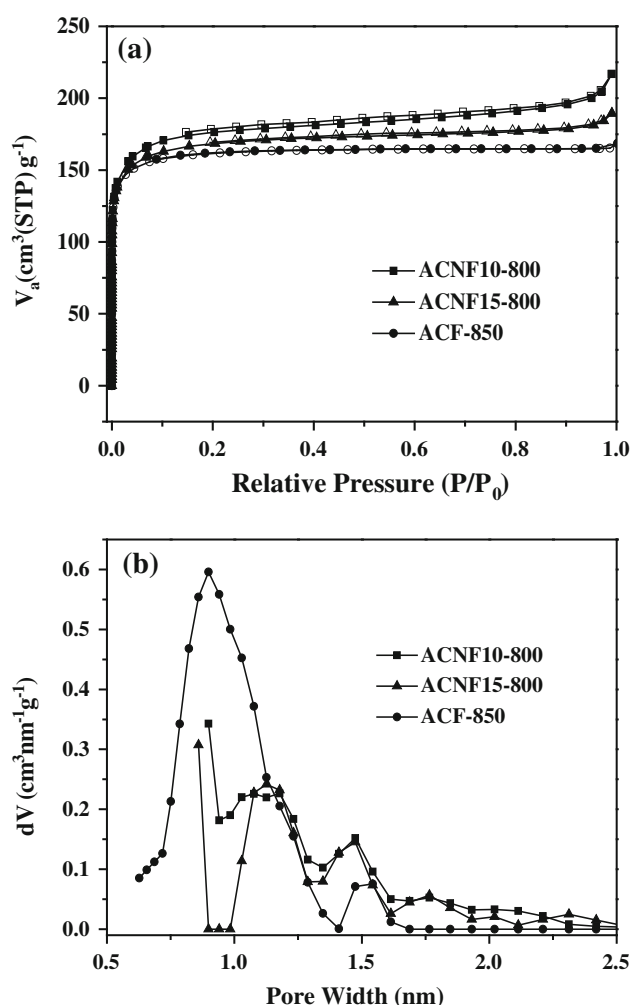 (a)
250
200
150
100
50
0
V_a(cm³(STP) g⁻¹)
ACNF10-800
ACNF15-800
ACF-850
0.0 0.2 0.4 0.6 0.8 1.0
Relative Pressure (P/P₀)
(b)
0.6
0.5
0.4
0.3
0.2
0.1
0.0
dV (cm³nm⁻¹g⁻¹)
ACNF10-800
ACNF15-800
ACF-850
0.5 1.0 1.5 2.0 2.5
Pore Width (nm)